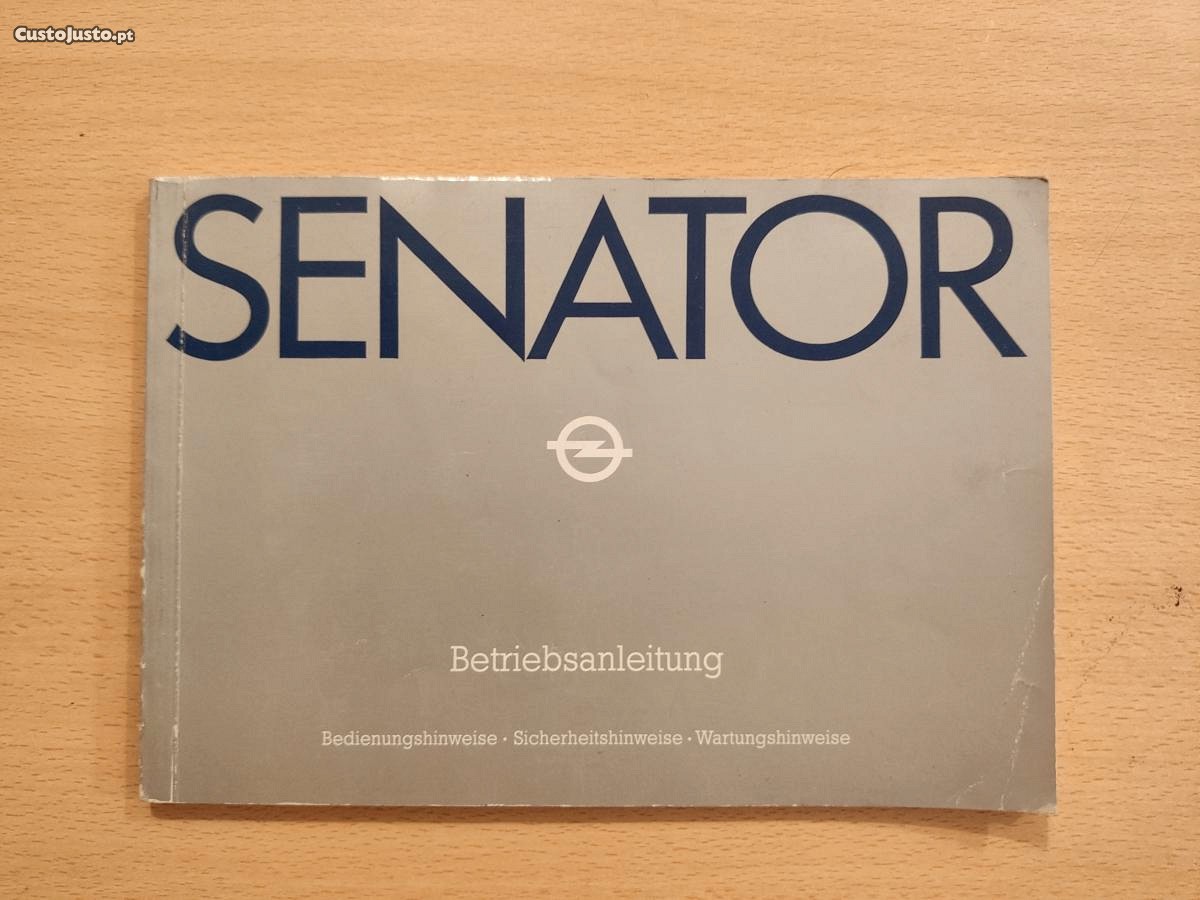 CustoJusto.pt
SENATOR
Betriebsanleitung
Bedienungshinweise · Sicherheitshinweise · Wartungshinweise